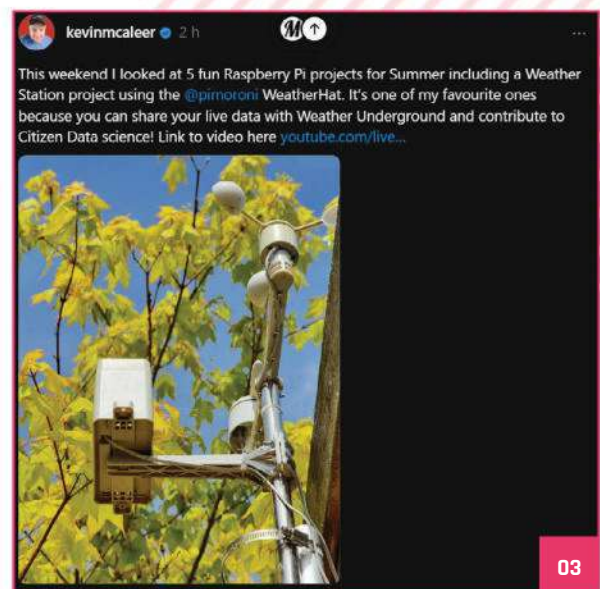 kevinmcaleer 2 h
M
...
This weekend I looked at 5 fun Raspberry Pi projects for Summer including a Weather
Station project using the @pimoroni WeatherHat. It's one of my favourite ones
because you can share your live data with Weather Underground and contribute to
Citizen Data science! Link to video here youtube.com/live...
03